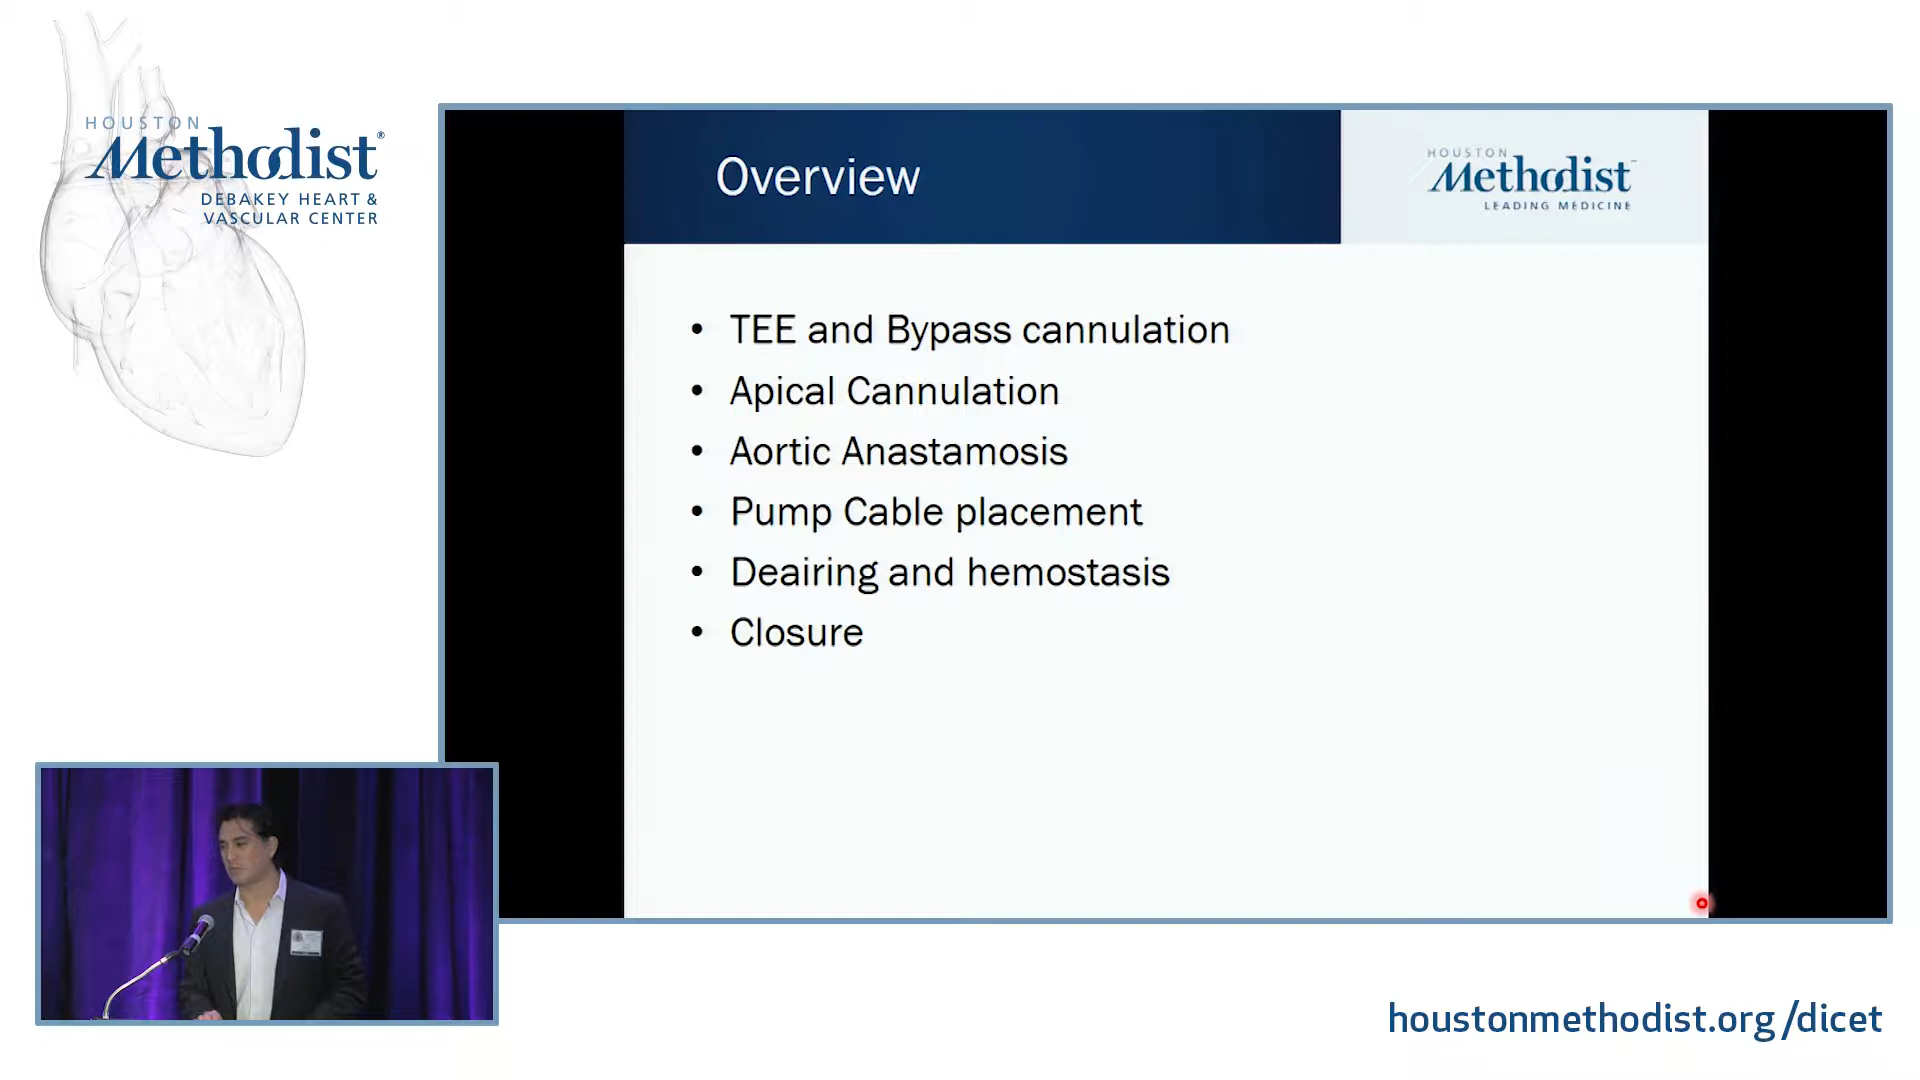 HOUSTON
Methodist®
DEBAKEY HEART &
VASCULAR CENTER
Overview
HOUSTON
Methodist™
LEADING MEDICINE
• TEE and Bypass cannulation
• Apical Cannulation
• Aortic Anastamosis
• Pump Cable placement
• Deairing and hemostasis
• Closure
houstonmethodist.org/dicet